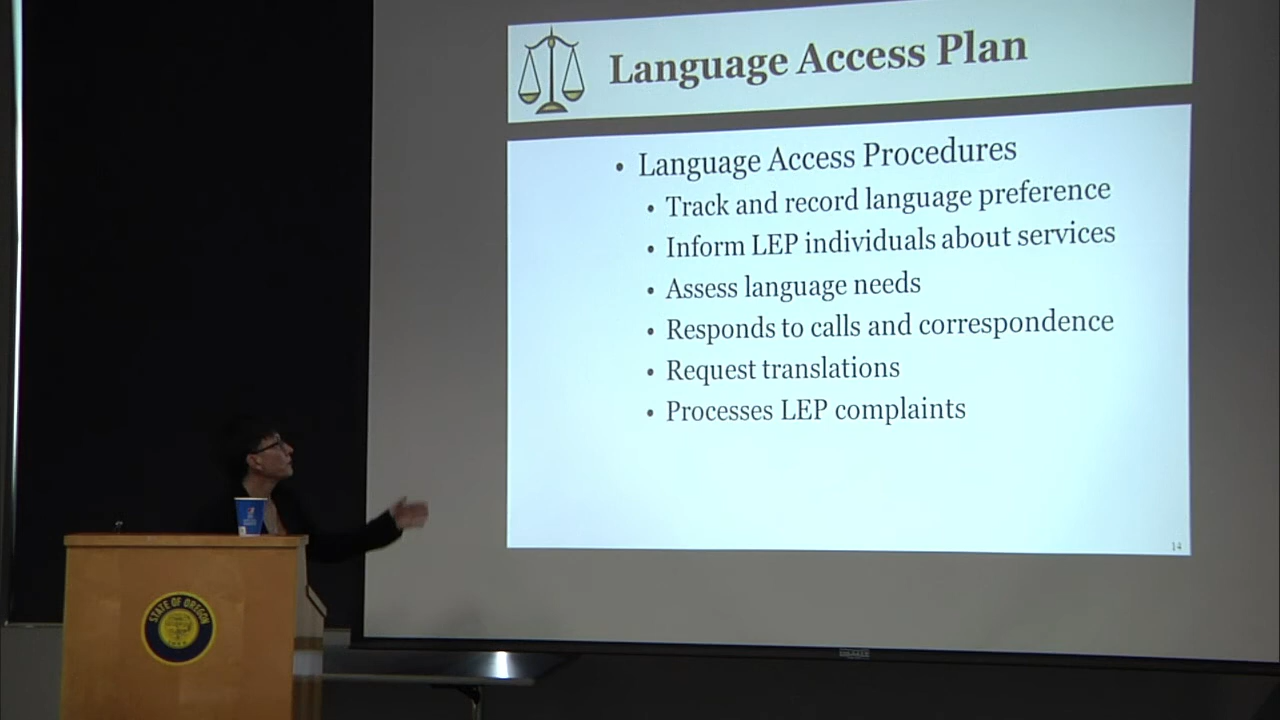 Language Access Plan
• Language Access Procedures
• Track and record language preference
• Inform LEP individuals about services
• Assess language needs
• Responds to calls and correspondence
• Request translations
• Processes LEP complaints
14
STATE OF OREGON